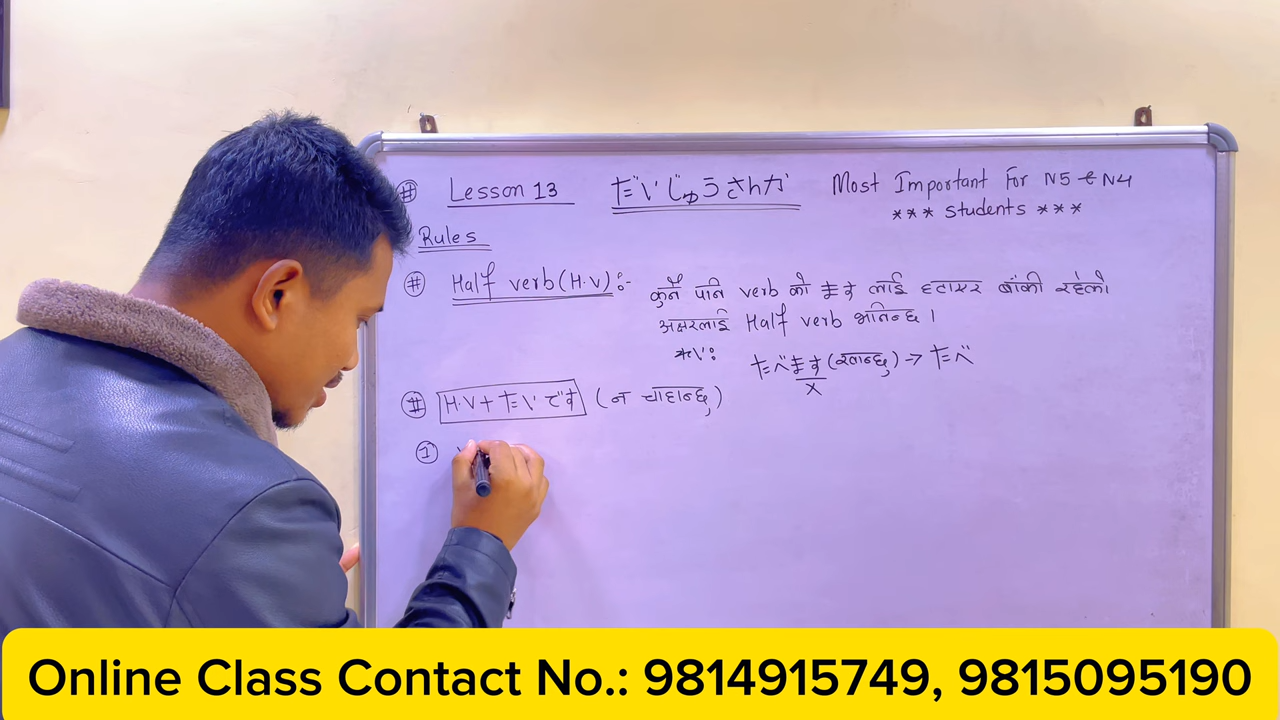 # Lesson 13 だいじゅうさんか Most Important For N5 & N4
*** Students ***
Rules
# Half verb (H.V) :- कुनै पनि verb को ます लाई हटाएर बाँकी रहेको
अक्षरलाई Half verb भनिन्छ ।
たべます (खान्छु) → たべ
X
# H.V + たいです (म चाहान्छु)
①
Online Class Contact No.: 9814915749, 9815095190